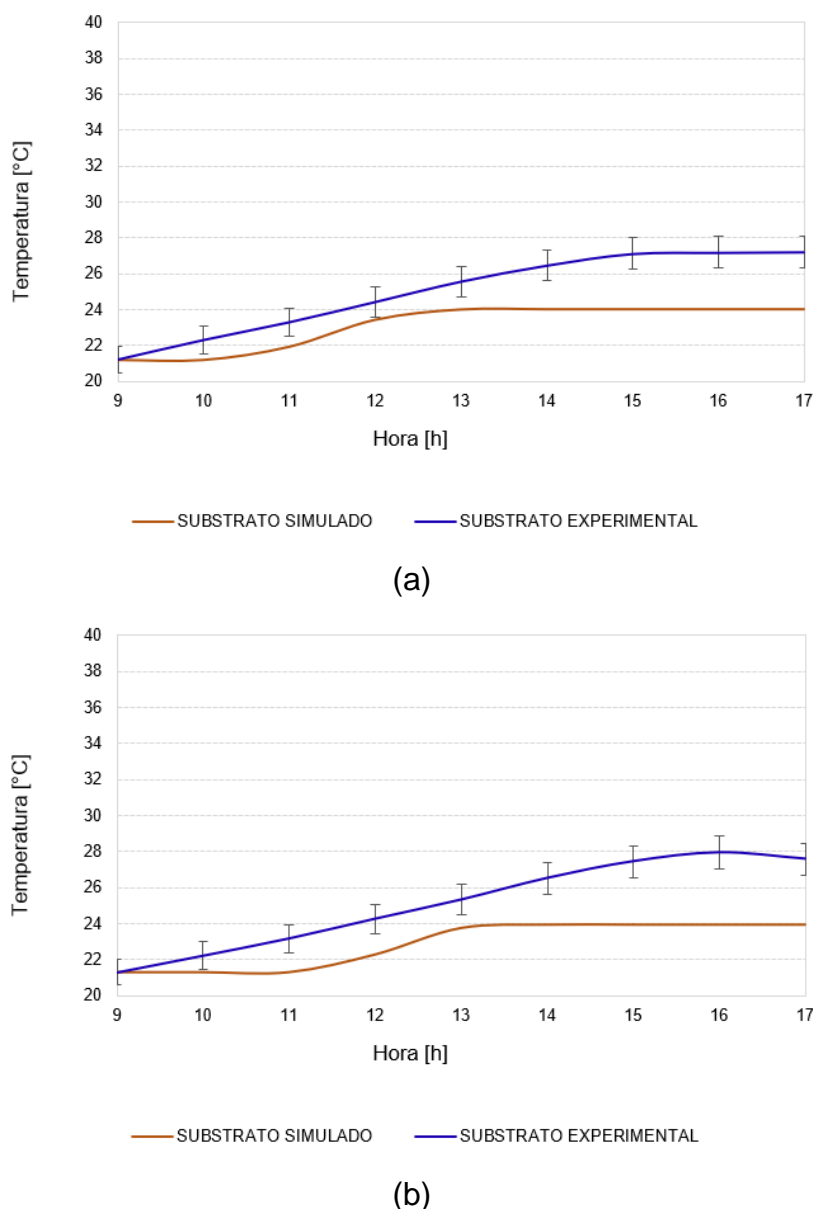 40
38
36
34
32
30
28
26
24
22
20
Temperatura [°C]
9 10 11 12 13 14 15 16 17
Hora [h]
SUBSTRATO SIMULADO SUBSTRATO EXPERIMENTAL
(a)
40
38
36
34
32
30
28
26
24
22
20
Temperatura [°C]
9 10 11 12 13 14 15 16 17
Hora [h]
SUBSTRATO SIMULADO SUBSTRATO EXPERIMENTAL
(b)